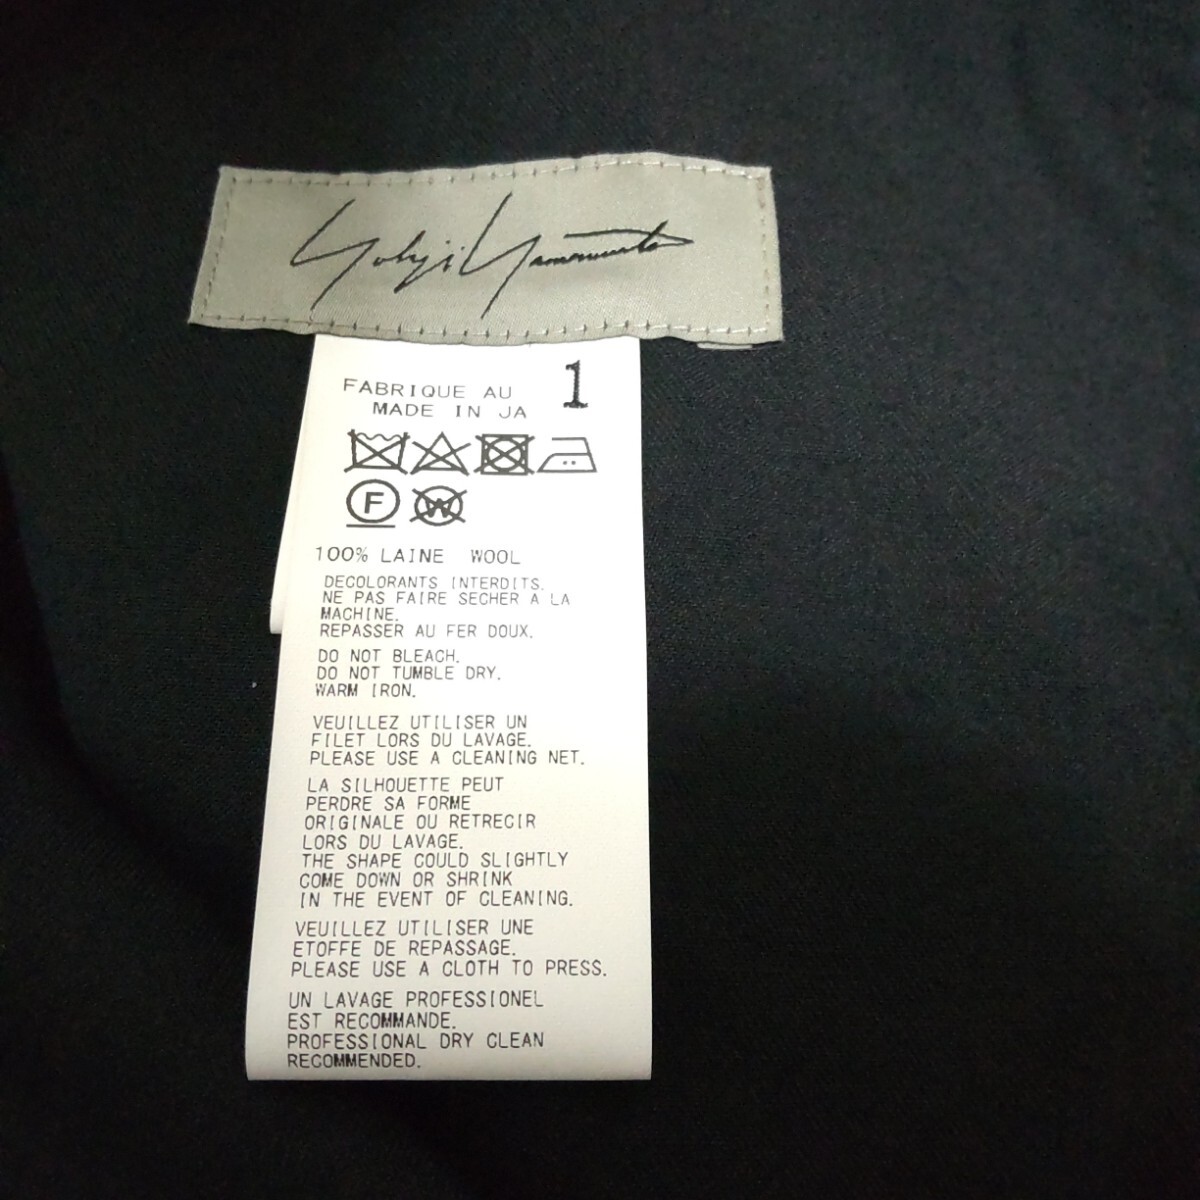 Yohji Yamamoto
FABRIQUE AU
MADE IN JA
1
F
W
100% LAINE WOOL
DECOLORANTS INTERDITS.
NE PAS FAIRE SECHER A LA
MACHINE.
REPASSER AU FER DOUX.
DO NOT BLEACH.
DO NOT TUMBLE DRY.
WARM IRON.
VEUILLEZ UTILISER UN
FILET LORS DU LAVAGE.
PLEASE USE A CLEANING NET.
LA SILHOUETTE PEUT
PERDRE SA FORME
ORIGINALE OU RETRECIR
LORS DU LAVAGE.
THE SHAPE COULD SLIGHTLY
COME DOWN OR SHRINK
IN THE EVENT OF CLEANING.
VEUILLEZ UTILISER UNE
ETOFFE DE REPASSAGE.
PLEASE USE A CLOTH TO PRESS.
UN LAVAGE PROFESSIONEL
EST RECOMMANDE.
PROFESSIONAL DRY CLEAN
RECOMMENDED.